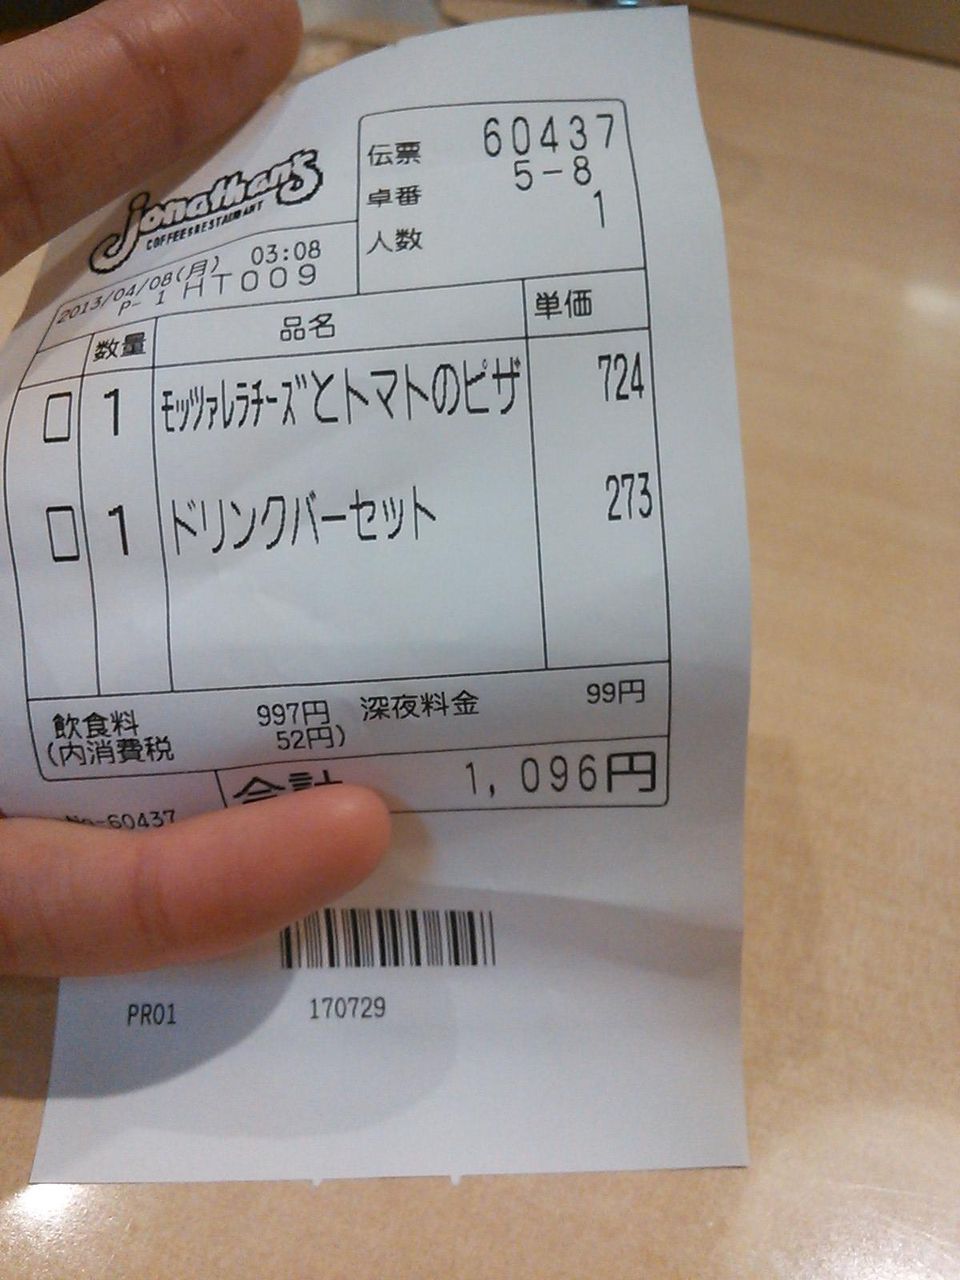 Jonathan's
COFFEE&RESTAURANT
伝票 60437
卓番 5-8
人数 1
2013/04/08(月) 03:08
P- 1 HT009
数量 品名 単価
□ 1 ﾓｯﾂｧﾚﾗﾁｰｽﾞとトマトのピザ 724
□ 1 ドリンクバーセット 273
飲食料 997円 深夜料金 99円
(内消費税 52円)
合計 1,096円
No-60437
PR01 170729